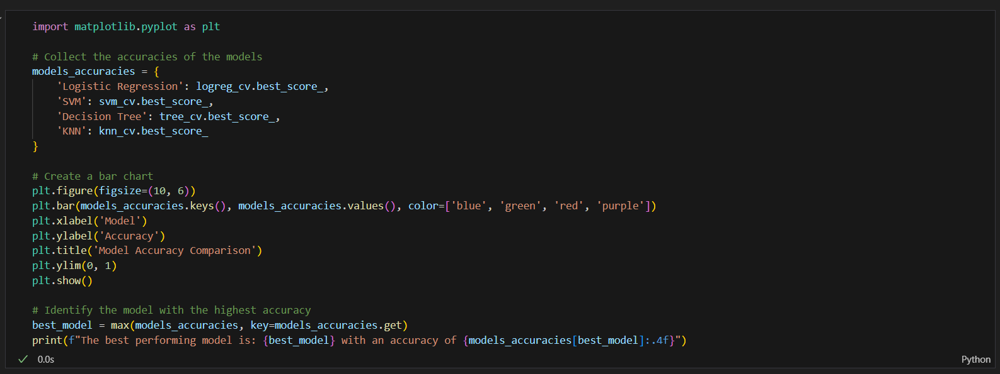 import matplotlib.pyplot as plt
# Collect the accuracies of the models
models_accuracies = {
    'Logistic Regression': logreg_cv.best_score_,
    'SVM': svm_cv.best_score_,
    'Decision Tree': tree_cv.best_score_,
    'KNN': knn_cv.best_score_
}
# Create a bar chart
plt.figure(figsize=(10, 6))
plt.bar(models_accuracies.keys(), models_accuracies.values(), color=['blue', 'green', 'red', 'purple'])
plt.xlabel('Model')
plt.ylabel('Accuracy')
plt.title('Model Accuracy Comparison')
plt.ylim(0, 1)
plt.show()
# Identify the model with the highest accuracy
best_model = max(models_accuracies, key=models_accuracies.get)
print(f"The best performing model is: {best_model} with an accuracy of {models_accuracies[best_model]:.4f}")
0.0s
Python